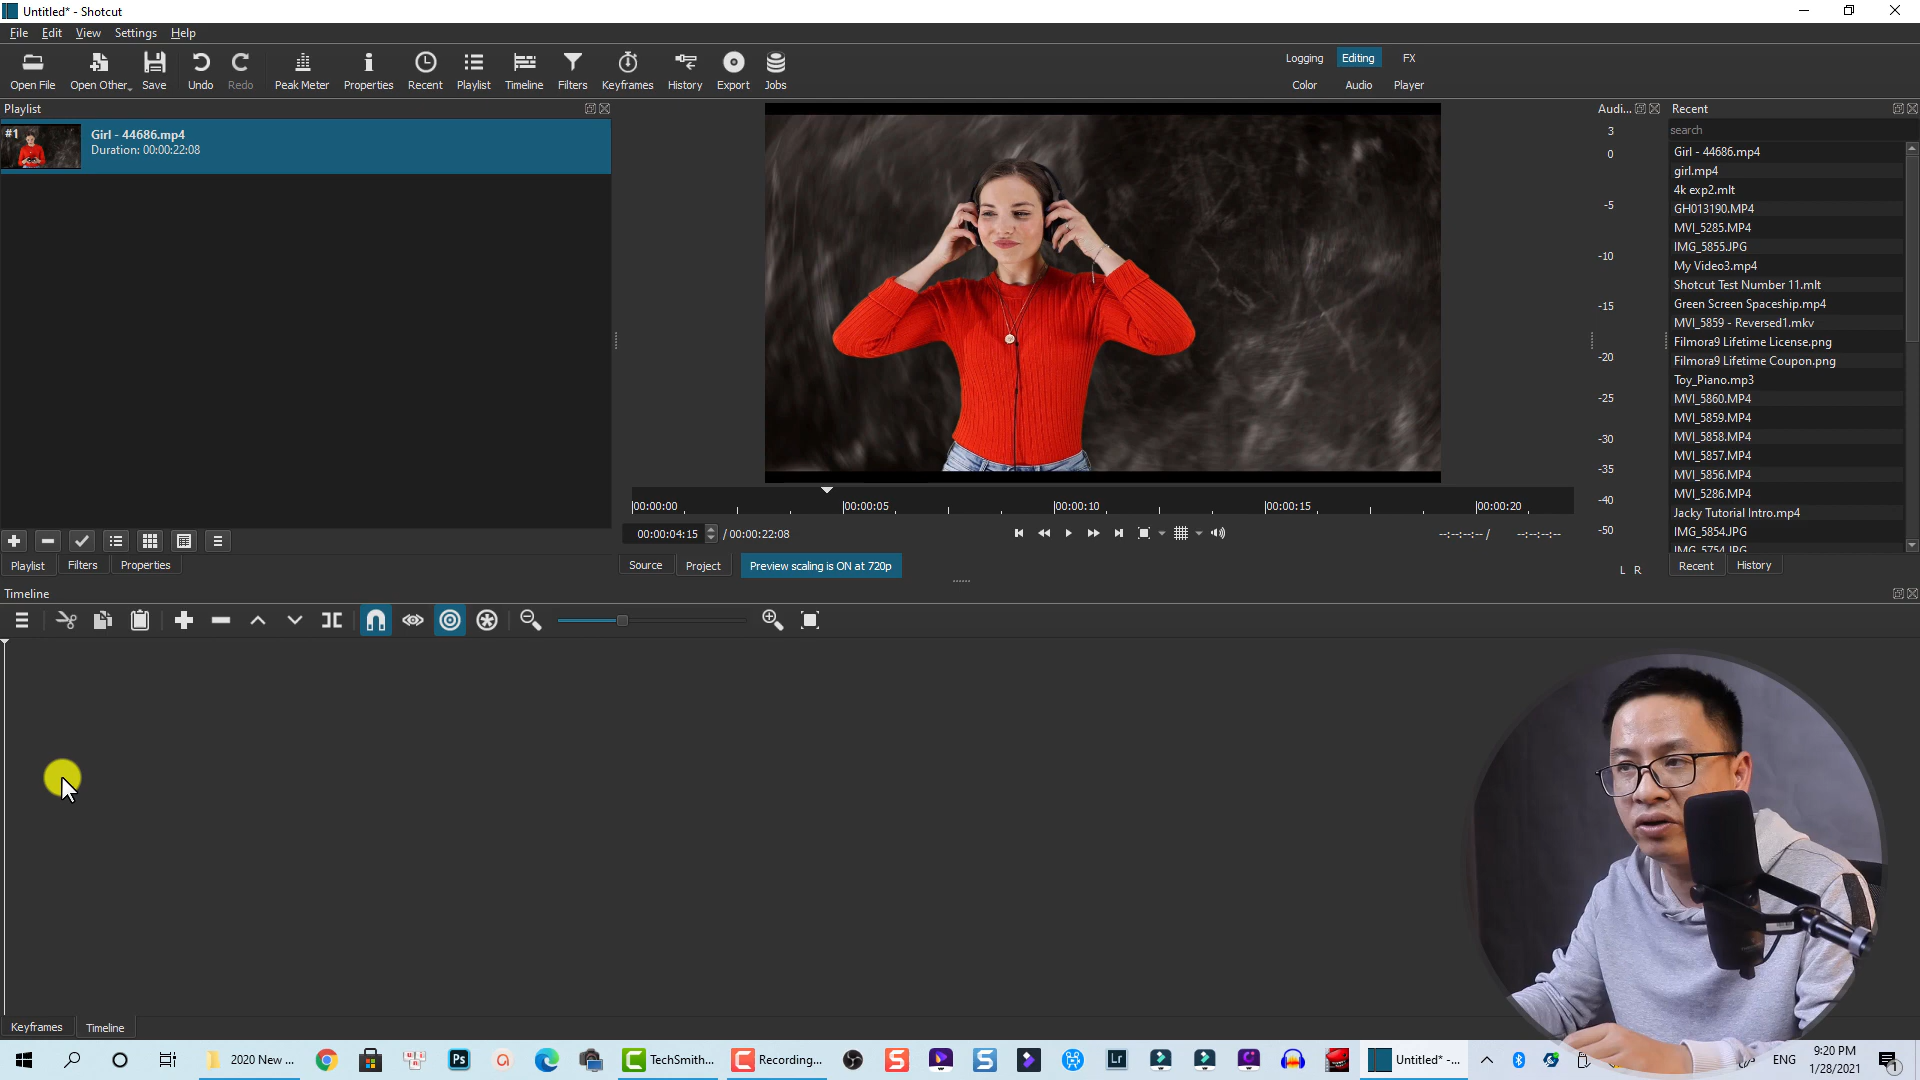 Untitled* - Shotcut
File Edit View Settings Help
Open File Open Other... Save Undo Redo Peak Meter Properties Recent Playlist Timeline Filters Keyframes History Export Jobs
Logging Editing FX
Color Audio Player
Playlist
#1
Girl - 44686.mp4
Duration: 00:00:22:08
Playlist Filters Properties
|00:00:00 |00:00:05 |00:00:10 |00:00:15 |00:00:20
00:00:04:15 / 00:00:22:08 --:--:--:-- / --:--:--:--
Source Project Preview scaling is ON at 720p
Audi...
3
0
-5
-10
-15
-20
-25
-30
-35
-40
-50
L R
Recent
search
Girl - 44686.mp4
girl.mp4
4k exp2.mlt
GH013190.MP4
MVI_5285.MP4
IMG_5855.JPG
My Video3.mp4
Shotcut Test Number 11.mlt
Green Screen Spaceship.mp4
MVI_5859 - Reversed1.mkv
Filmora9 Lifetime License.png
Filmora9 Lifetime Coupon.png
Toy_Piano.mp3
MVI_5860.MP4
MVI_5859.MP4
MVI_5858.MP4
MVI_5857.MP4
MVI_5856.MP4
MVI_5286.MP4
Jacky Tutorial Intro.mp4
IMG_5854.JPG
IMG_5754.JPG
Recent History
Timeline
Keyframes Timeline
2020 New ... Ps TechSmith... Recording... S S Lr Untitled* -... ENG
9:20 PM
1/28/2021
1